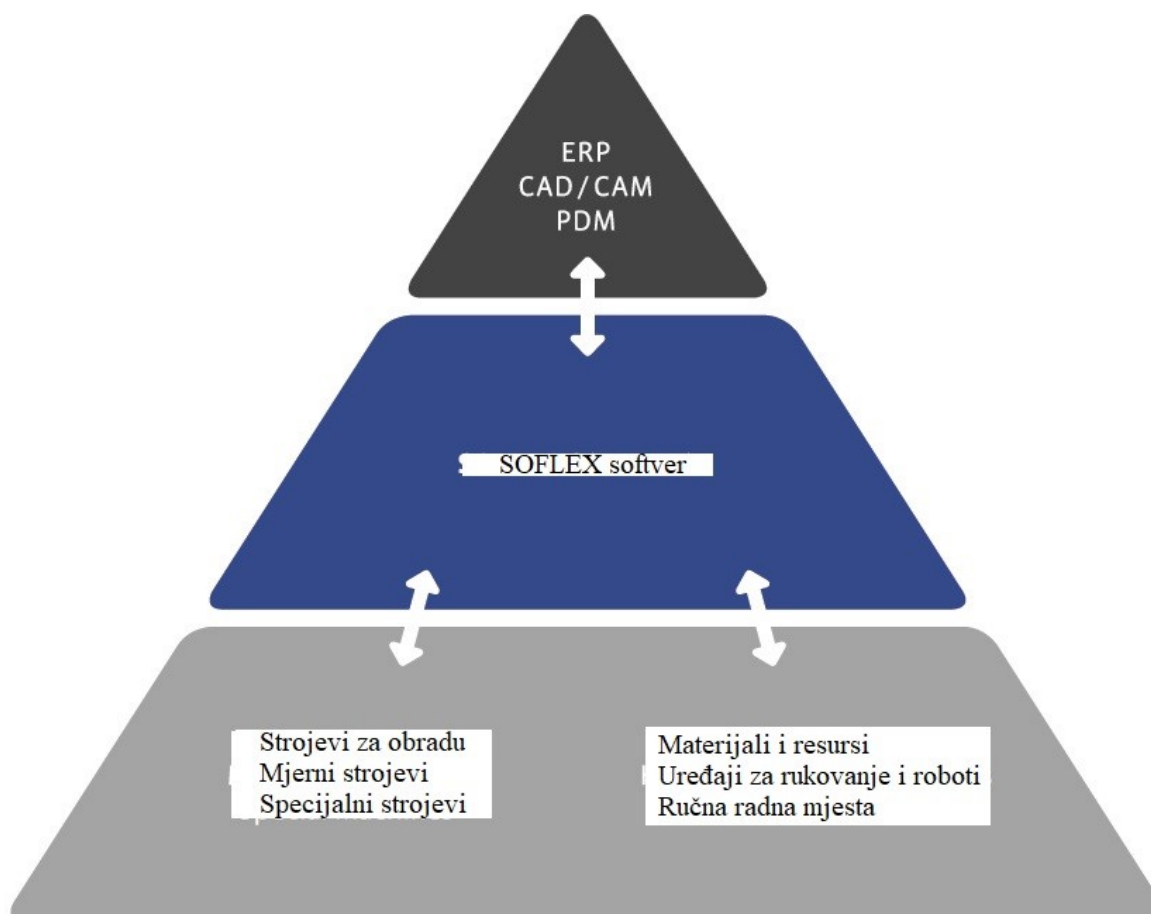 ERP
CAD/CAM
PDM
SOFLEX softver
Strojevi za obradu
Mjerni strojevi
Specijalni strojevi
Materijali i resursi
Uređaji za rukovanje i roboti
Ručna radna mjesta